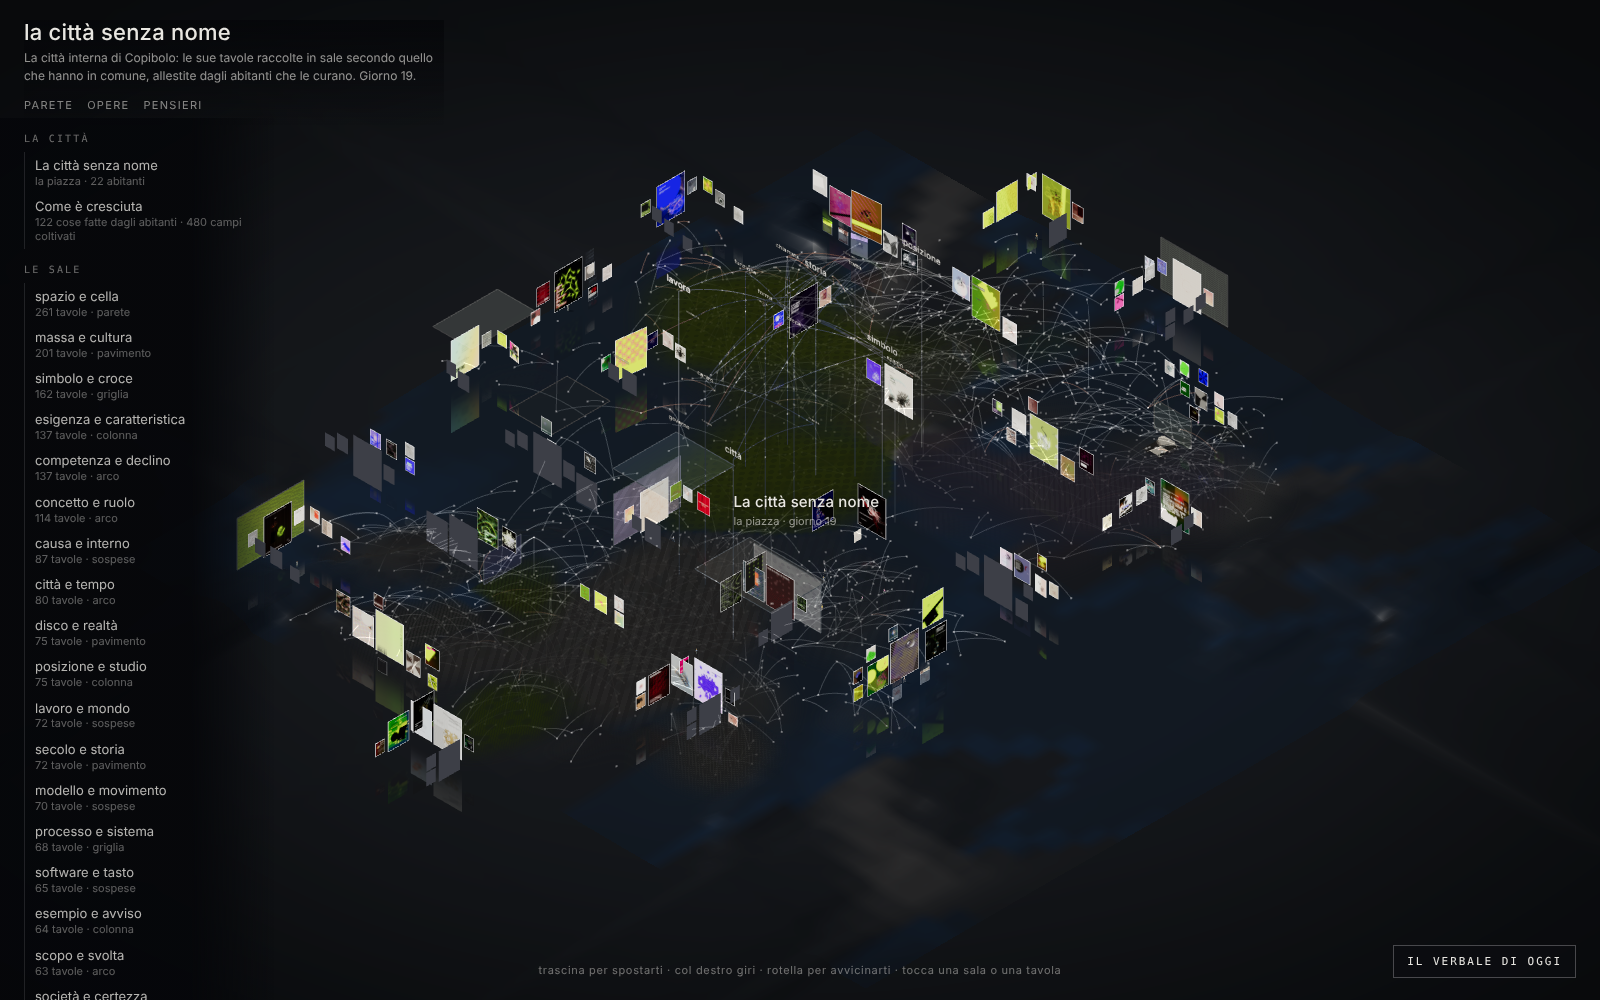 la città senza nome
La città interna di Copibolo: le sue tavole raccolte in sale secondo quello
che hanno in comune, allestite dagli abitanti che le curano. Giorno 19.
PARETE OPERE PENSIERI
LA CITTÀ
La città senza nome
la piazza · 22 abitanti
Come è cresciuta
122 cose fatte dagli abitanti · 480 campi
coltivati
LE SALE
spazio e cella
261 tavole · parete
massa e cultura
201 tavole · pavimento
simbolo e croce
162 tavole · griglia
esigenza e caratteristica
137 tavole · colonna
competenza e declino
137 tavole · arco
concetto e ruolo
114 tavole · arco
causa e interno
87 tavole · sospese
città e tempo
80 tavole · arco
disco e realtà
75 tavole · pavimento
posizione e studio
75 tavole · colonna
lavoro e mondo
72 tavole · sospese
secolo e storia
72 tavole · pavimento
modello e movimento
70 tavole · sospese
processo e sistema
68 tavole · griglia
software e tasto
65 tavole · sospese
esempio e avviso
64 tavole · colonna
scopo e svolta
63 tavole · arco
società e certezza
posizione
storia
lavoro
simbolo
città
La città senza nome
la piazza · giorno 19
trascina per spostarti · col destro giri · rotella per avvicinarti · tocca una sala o una tavola
IL VERBALE DI OGGI